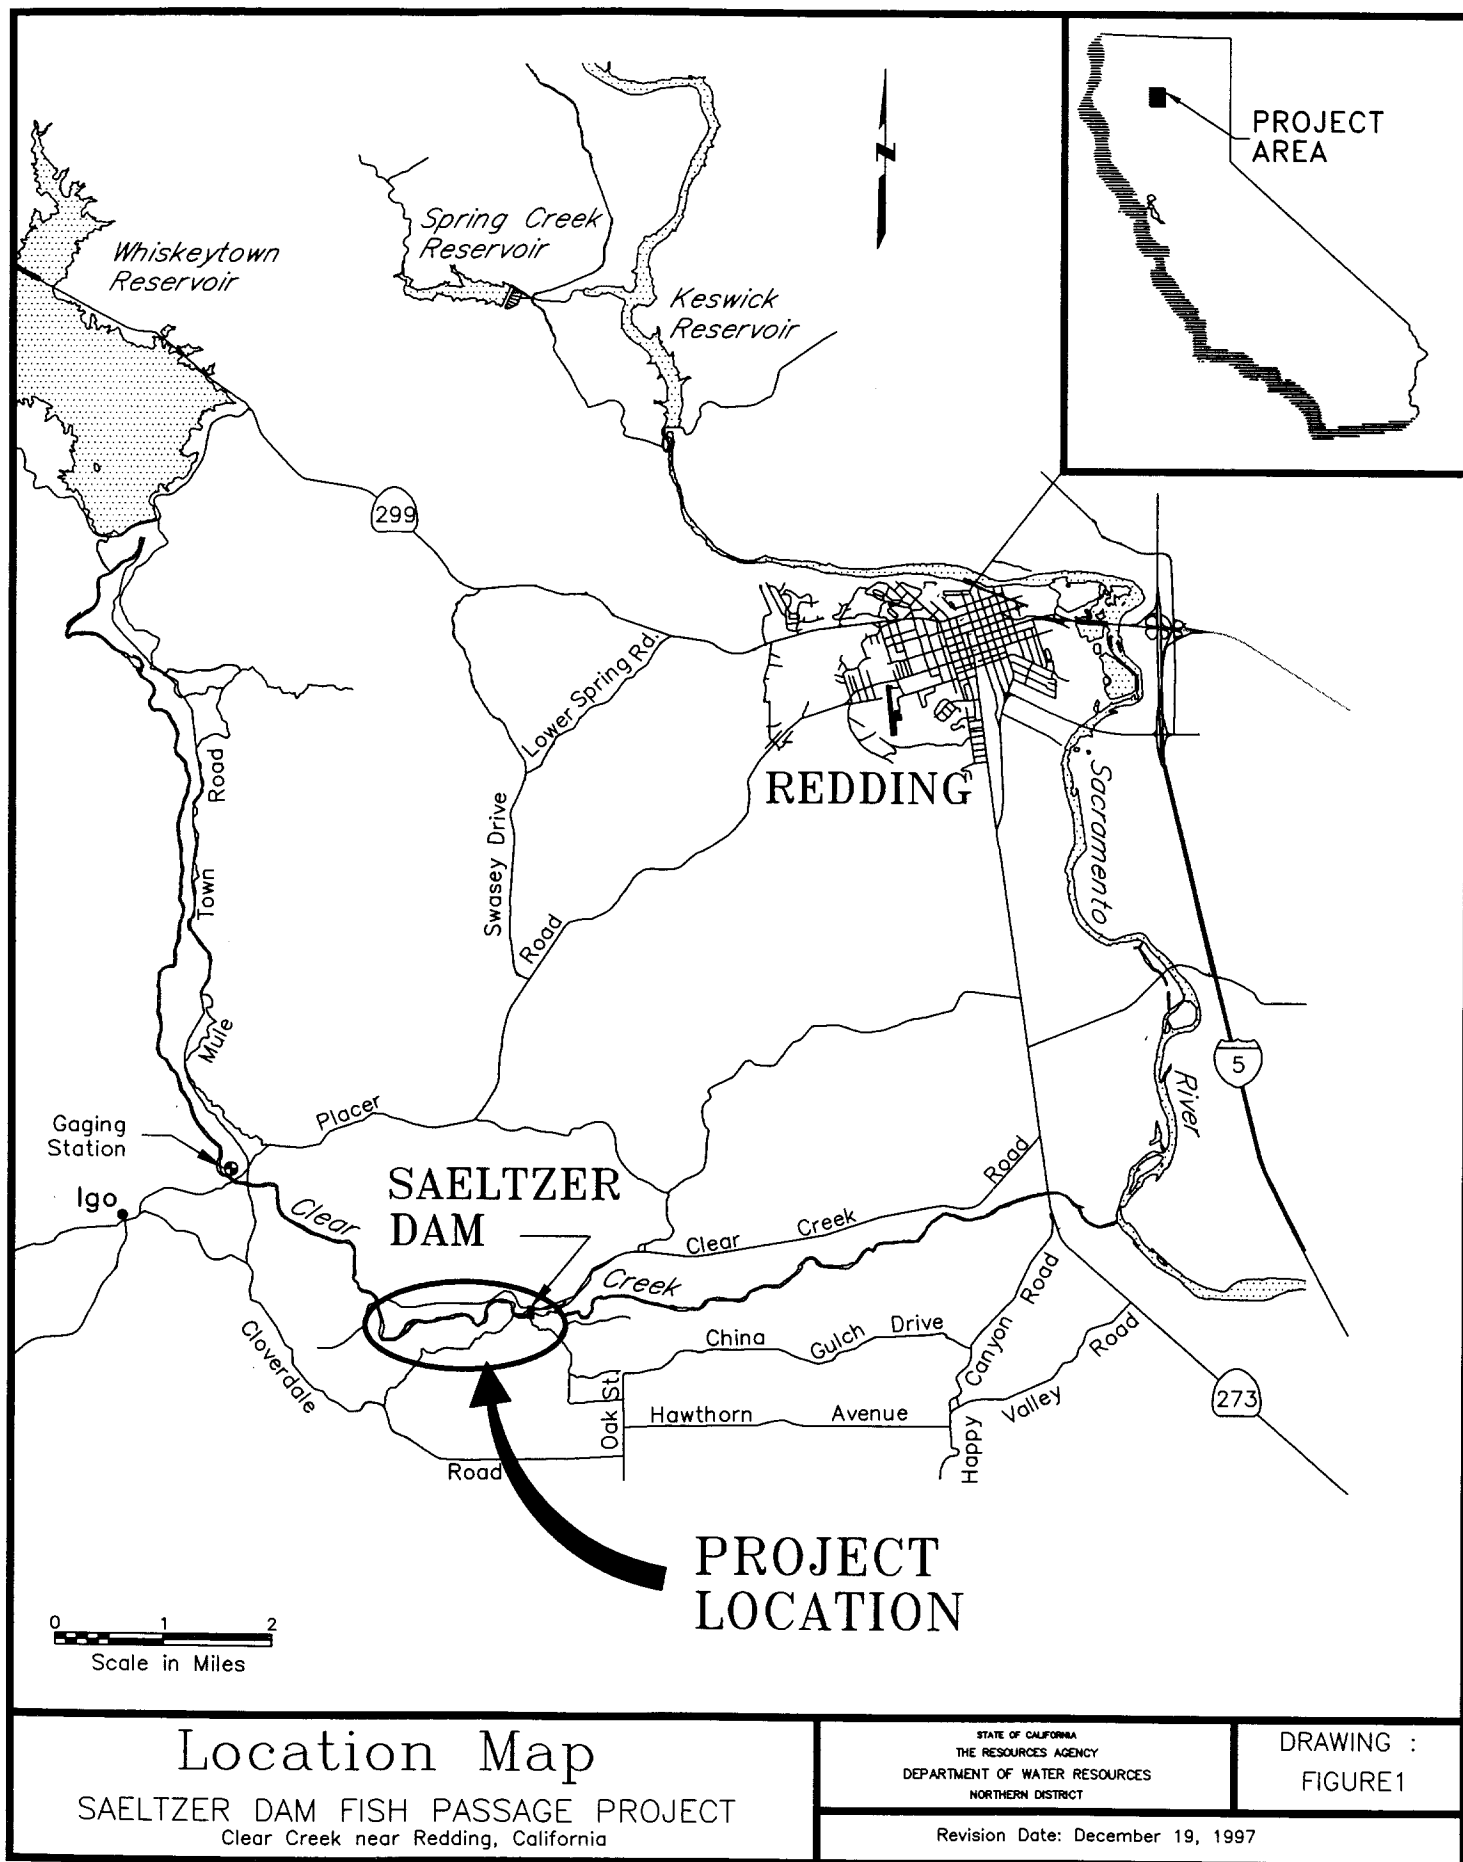 PROJECT
AREA
N
Spring Creek
Reservoir
Whiskeytown
Reservoir
Keswick
Reservoir
299
Lower Spring Rd.
REDDING
Sacramento
River
Swasey Drive
Road
Road
Town
Mule
5
Placer
Gaging
Station
Igo
SAELTZER
DAM
Clear
Creek
Clear Creek Road
China Gulch Drive
Canyon Road
Happy
Valley Road
Cloverdale
Road
Oak St.
Hawthorn Avenue
273
PROJECT
LOCATION
0 1 2
Scale in Miles
Location Map
SAELTZER DAM FISH PASSAGE PROJECT
Clear Creek near Redding, California
STATE OF CALIFORNIA
THE RESOURCES AGENCY
DEPARTMENT OF WATER RESOURCES
NORTHERN DISTRICT
DRAWING :
FIGURE1
Revision Date: December 19, 1997